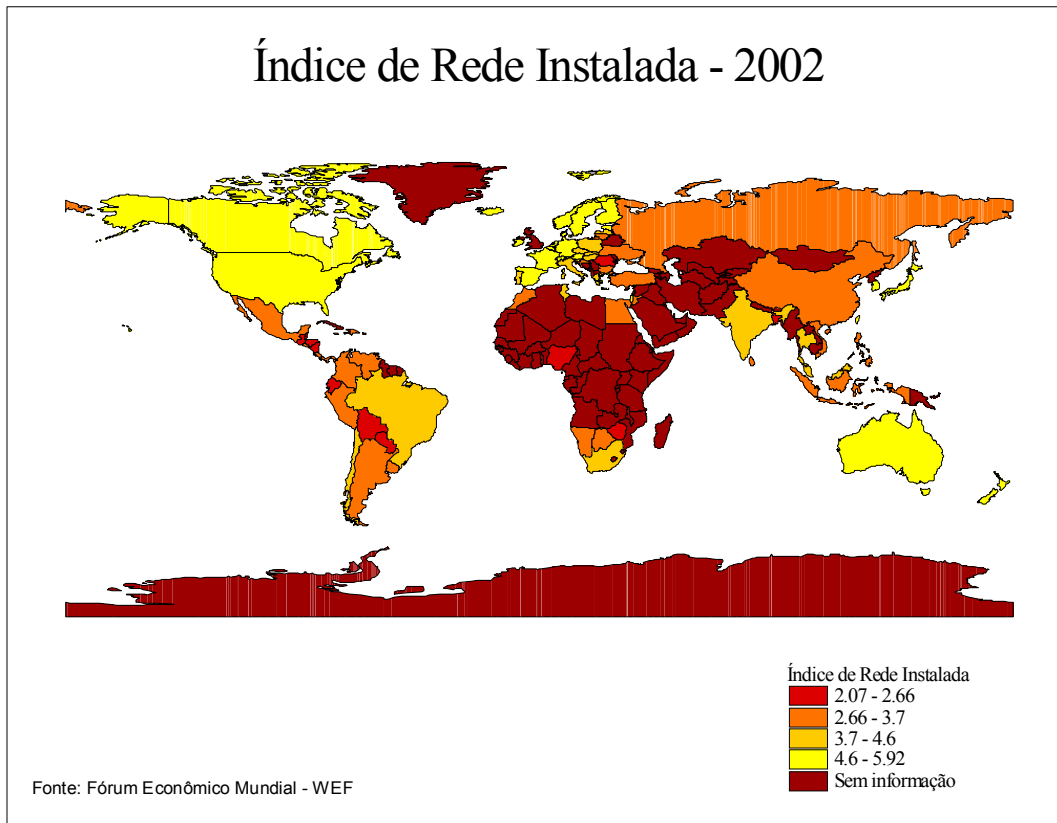 Índice de Rede Instalada - 2002
Índice de Rede Instalada
2.07 - 2.66
2.66 - 3.7
3.7 - 4.6
4.6 - 5.92
Sem informação
Fonte: Fórum Econômico Mundial - WEF